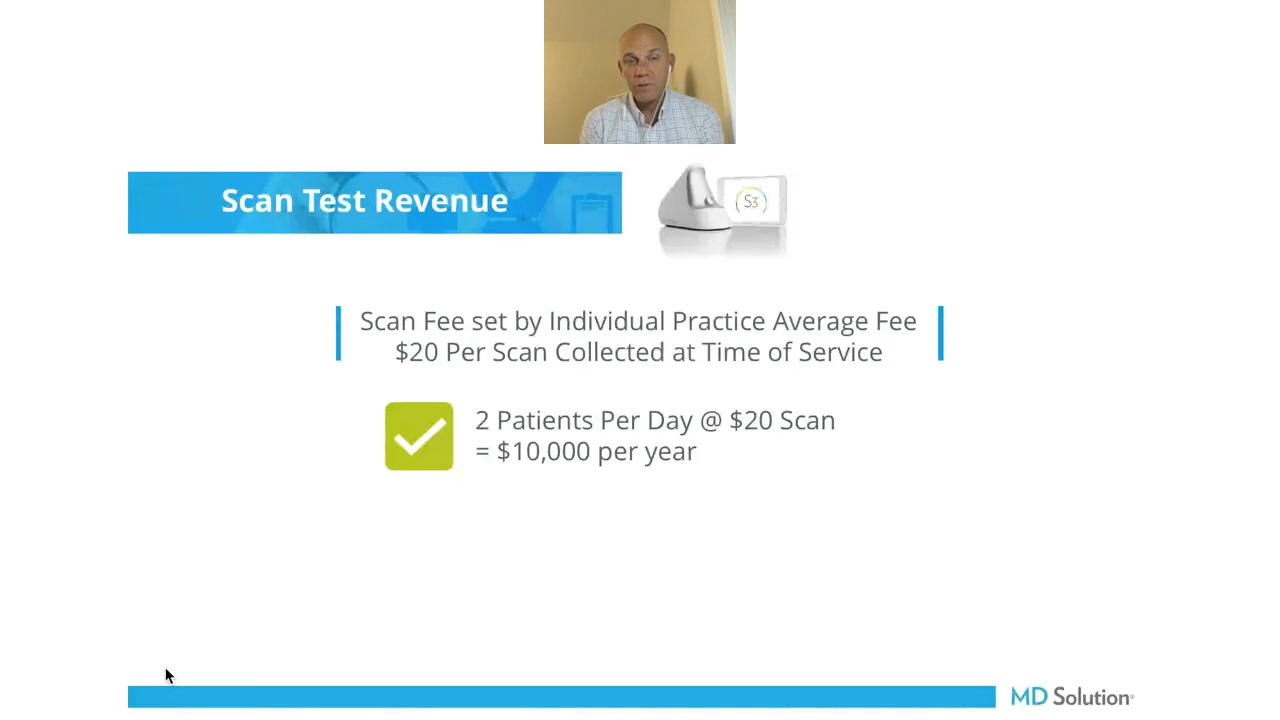 Scan Test Revenue
S3
Scan Fee set by Individual Practice Average Fee
$20 Per Scan Collected at Time of Service
2 Patients Per Day @ $20 Scan
= $10,000 per year
MD Solution®